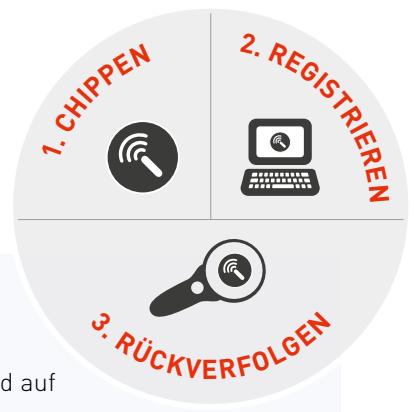 1. CHIPPEN
2. REGISTRIEREN
3. RÜCKVERFOLGEN
d auf